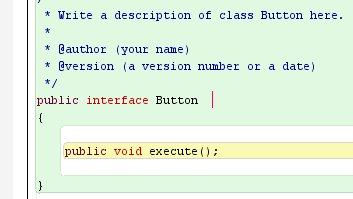 * Write a description of class Button here.
*
* @author (your name)
* @version (a version number or a date)
*/
public interface Button
{
public void execute();
}